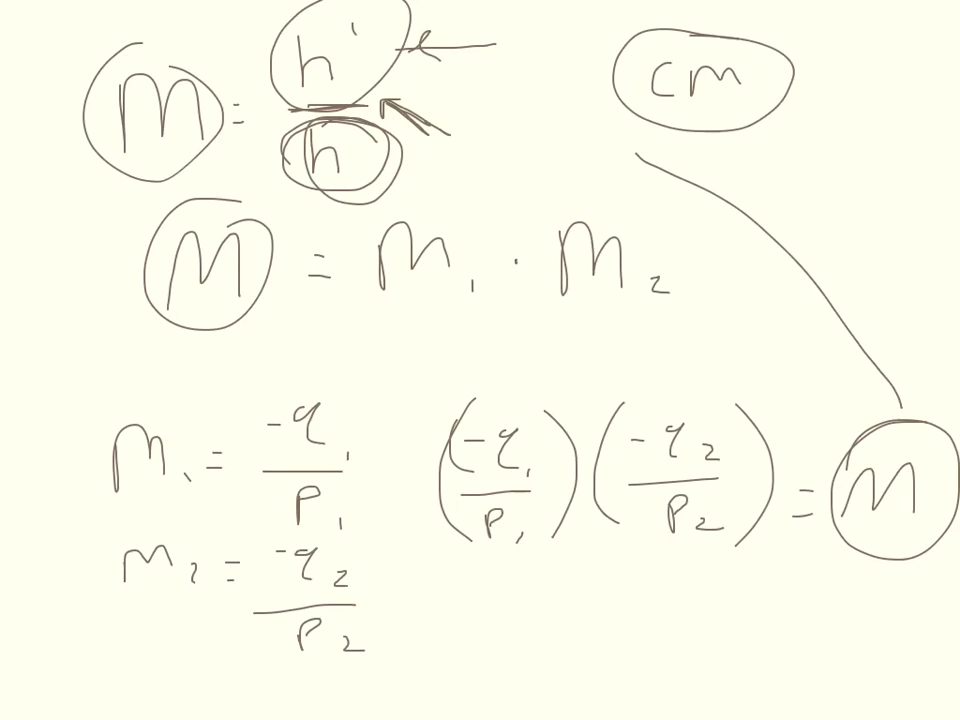 M = h' / h
cm
M = M₁ · M₂
M₁ = -q₁ / P₁
(-q₁ / P₁) (-q₂ / P₂) = M
M₂ = -q₂ / P₂